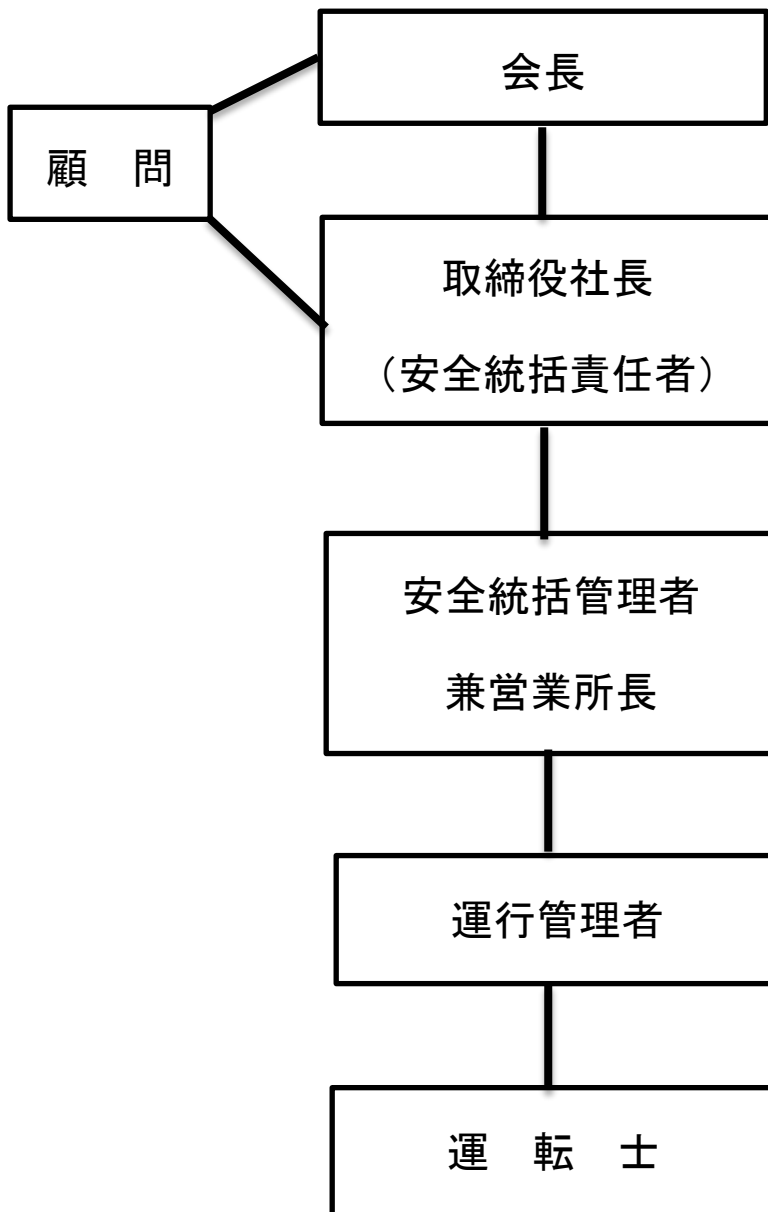 会長
顧　問
取締役社長
（安全統括責任者）
安全統括管理者
兼営業所長
運行管理者
運　転　士